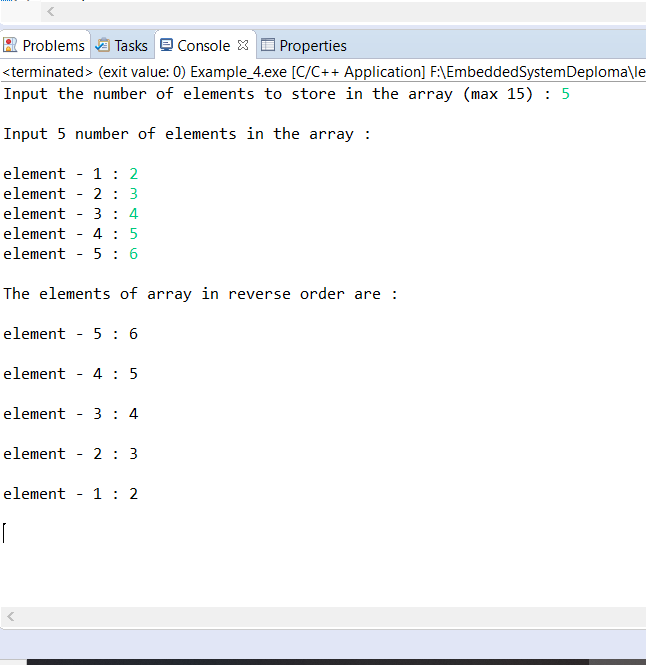 Problems Tasks Console Properties
<terminated> (exit value: 0) Example_4.exe [C/C++ Application] F:\EmbeddedSystemDeploma\le
Input the number of elements to store in the array (max 15) : 5
Input 5 number of elements in the array :
element - 1 : 2
element - 2 : 3
element - 3 : 4
element - 4 : 5
element - 5 : 6
The elements of array in reverse order are :
element - 5 : 6
element - 4 : 5
element - 3 : 4
element - 2 : 3
element - 1 : 2